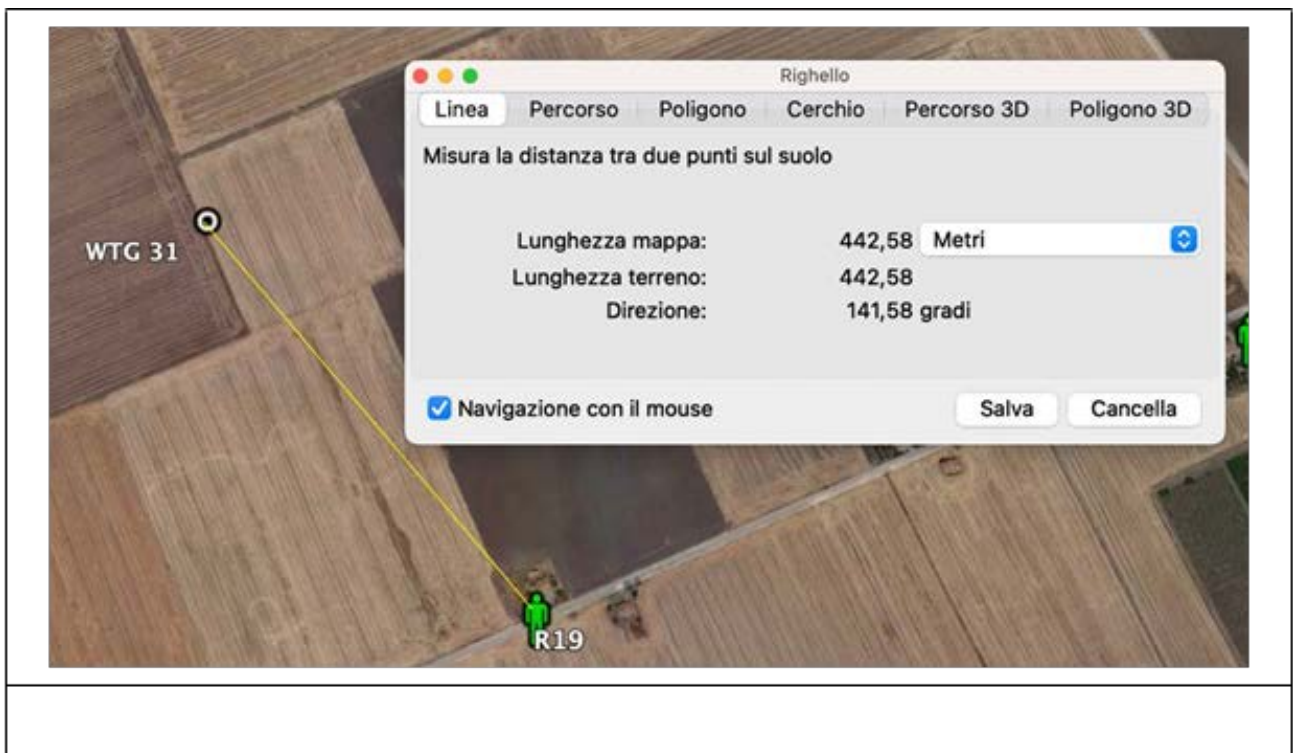 Righello
Linea Percorso Poligono Cerchio Percorso 3D Poligono 3D
Misura la distanza tra due punti sul suolo
Lunghezza mappa: 442,58 Metri
Lunghezza terreno: 442,58
Direzione: 141,58 gradi
Navigazione con il mouse Salva Cancella
WTG 31
R19